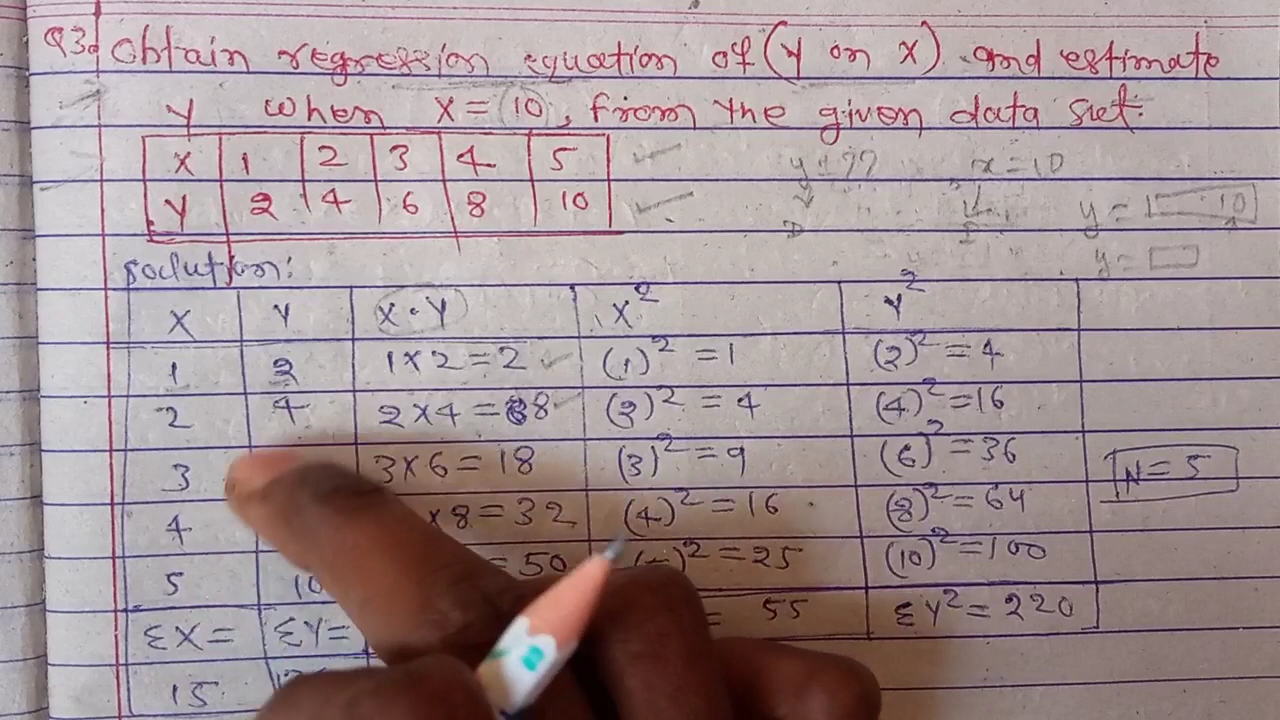 Q3. Obtain regression equation of (Y on X) and estimate
Y when X = 10, from the given data set.
X 1 2 3 4 5
Y 2 4 6 8 10
y = ?? x = 10
y = 10
y =
Solution:
X Y X·Y X² Y²
1 2 1×2=2 (1)² = 1 (2)² = 4
2 4 2×4 = 8 (2)² = 4 (4)² = 16
3 3×6 = 18 (3)² = 9 (6)² = 36
N = 5
4 ×8 = 32 (4)² = 16 (8)² = 64
5 10 = 50 )² = 25 (10)² = 100
ΣX = ΣY = = 55 ΣY² = 220
15